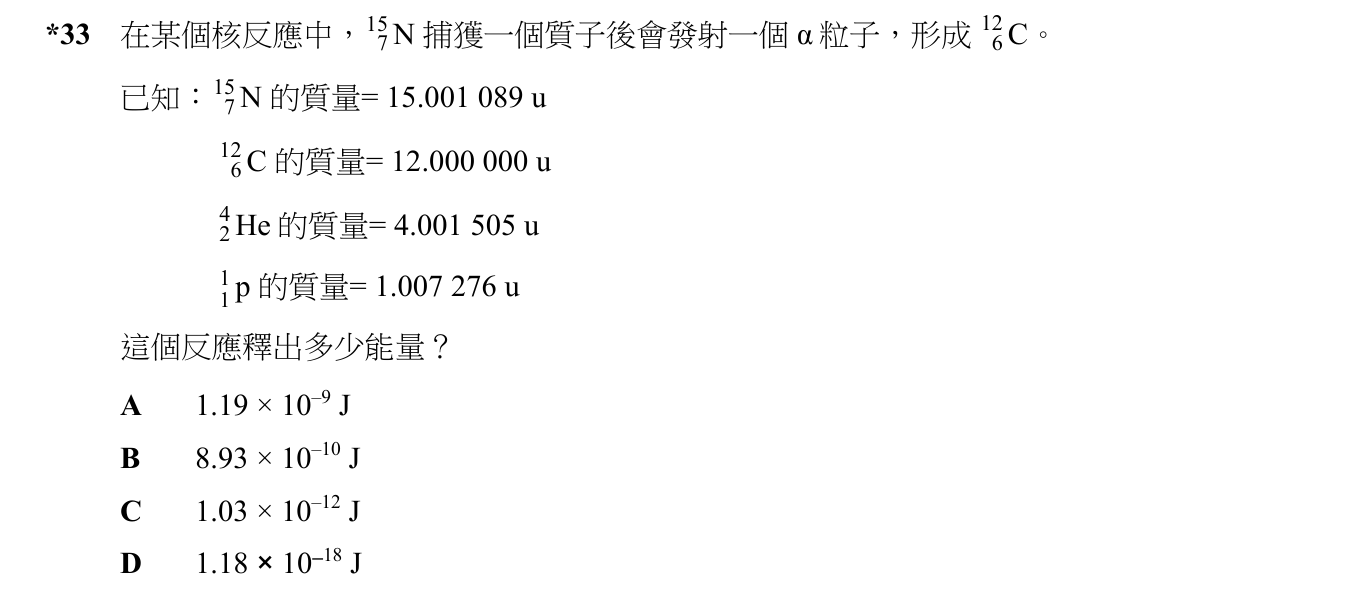 *33 在某個核反應中，¹⁵₇N 捕獲一個質子後會發射一個 α 粒子，形成 ¹²₆C。
已知：¹⁵₇N 的質量= 15.001 089 u
¹²₆C 的質量= 12.000 000 u
⁴₂He 的質量= 4.001 505 u
¹₁p 的質量= 1.007 276 u
這個反應釋出多少能量？
A 1.19 × 10⁻⁹ J
B 8.93 × 10⁻¹⁰ J
C 1.03 × 10⁻¹² J
D 1.18 × 10⁻¹⁸ J